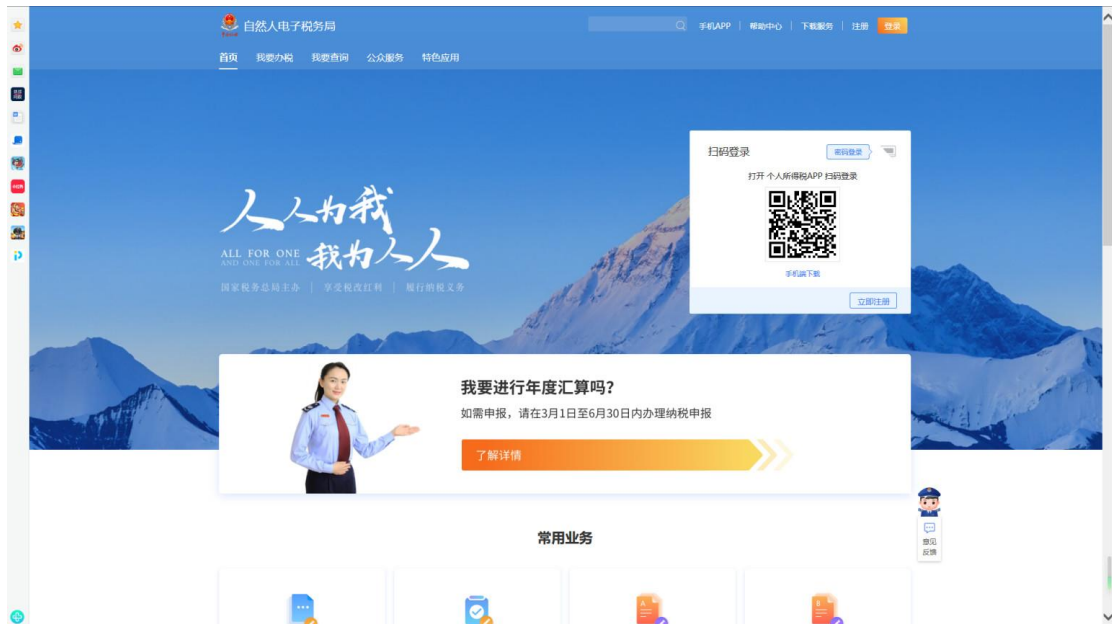 自然人电子税务局
手机APP
帮助中心
下载服务
注册
登录
首页
我要办税
我要查询
公众服务
特色应用
扫码登录
密码登录
打开 个人所得税APP 扫码登录
手机端下载
立即注册
人人为我
ALL FOR ONE
AND ONE FOR ALL
我为人人
国家税务总局主办 | 享受税改红利 | 履行纳税义务
我要进行年度汇算吗?
如需申报，请在3月1日至6月30日内办理纳税申报
了解详情
意见
反馈
常用业务
A
B